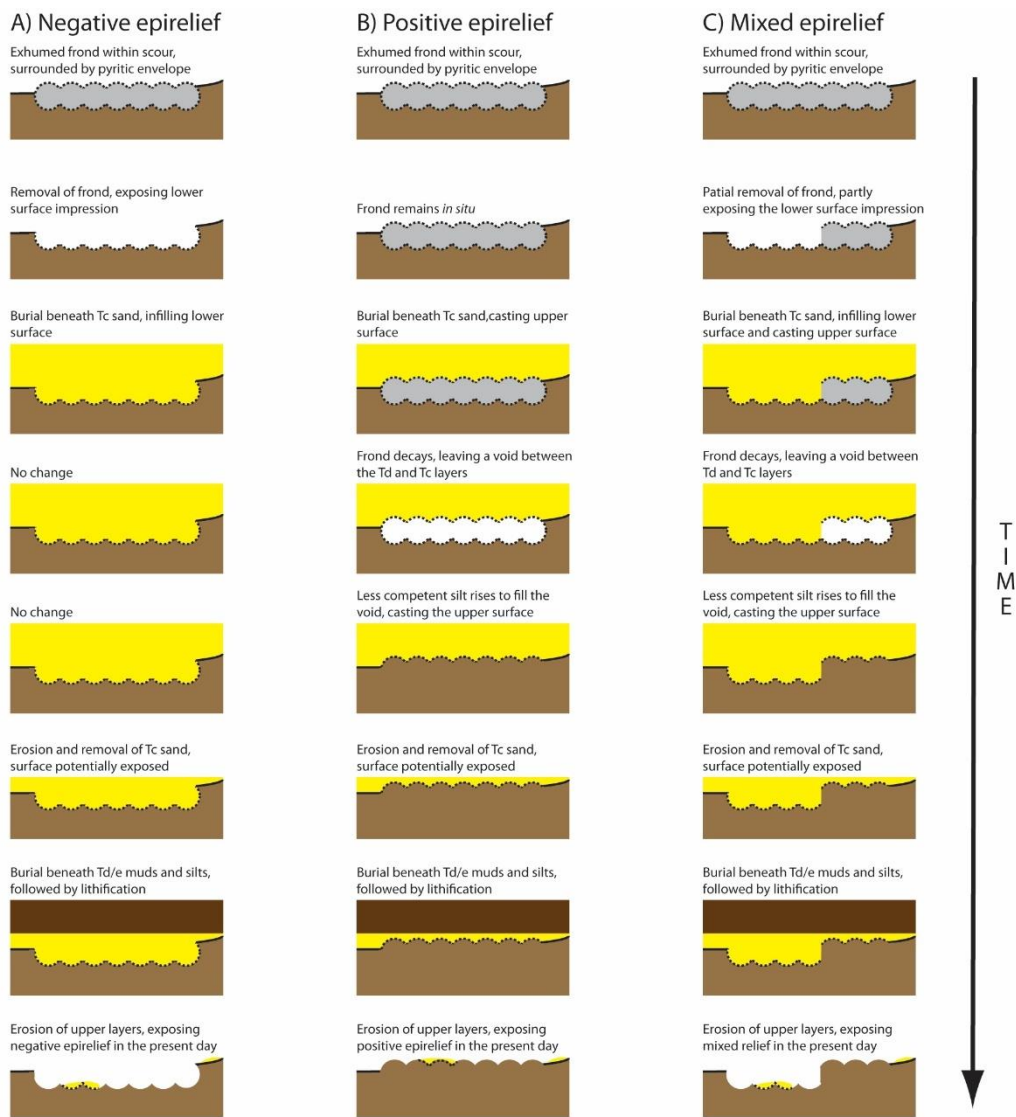 A) Negative epirelief
Exhumed frond within scour,
surrounded by pyritic envelope
Removal of frond, exposing lower
surface impression
Burial beneath Tc sand, infilling lower
surface
No change
No change
Erosion and removal of Tc sand,
surface potentially exposed
Burial beneath Td/e muds and silts,
followed by lithification
Erosion of upper layers, exposing
negative epirelief in the present day
B) Positive epirelief
Exhumed frond within scour,
surrounded by pyritic envelope
Frond remains in situ
Burial beneath Tc sand,casting upper
surface
Frond decays, leaving a void between
the Td and Tc layers
Less competent silt rises to fill the
void, casting the upper surface
Erosion and removal of Tc sand,
surface potentially exposed
Burial beneath Td/e muds and silts,
followed by lithification
Erosion of upper layers, exposing
positive epirelief in the present day
C) Mixed epirelief
Exhumed frond within scour,
surrounded by pyritic envelope
Patial removal of frond, partly
exposing the lower surface impression
Burial beneath Tc sand, infilling lower
surface and casting upper surface
Frond decays, leaving a void between
Td and Tc layers
Less competent silt rises to fill the
void, casting the upper surface
Erosion and removal of Tc sand,
surface potentially exposed
Burial beneath Td/e muds and silts,
followed by lithification
Erosion of upper layers, exposing
mixed relief in the present day
TIME